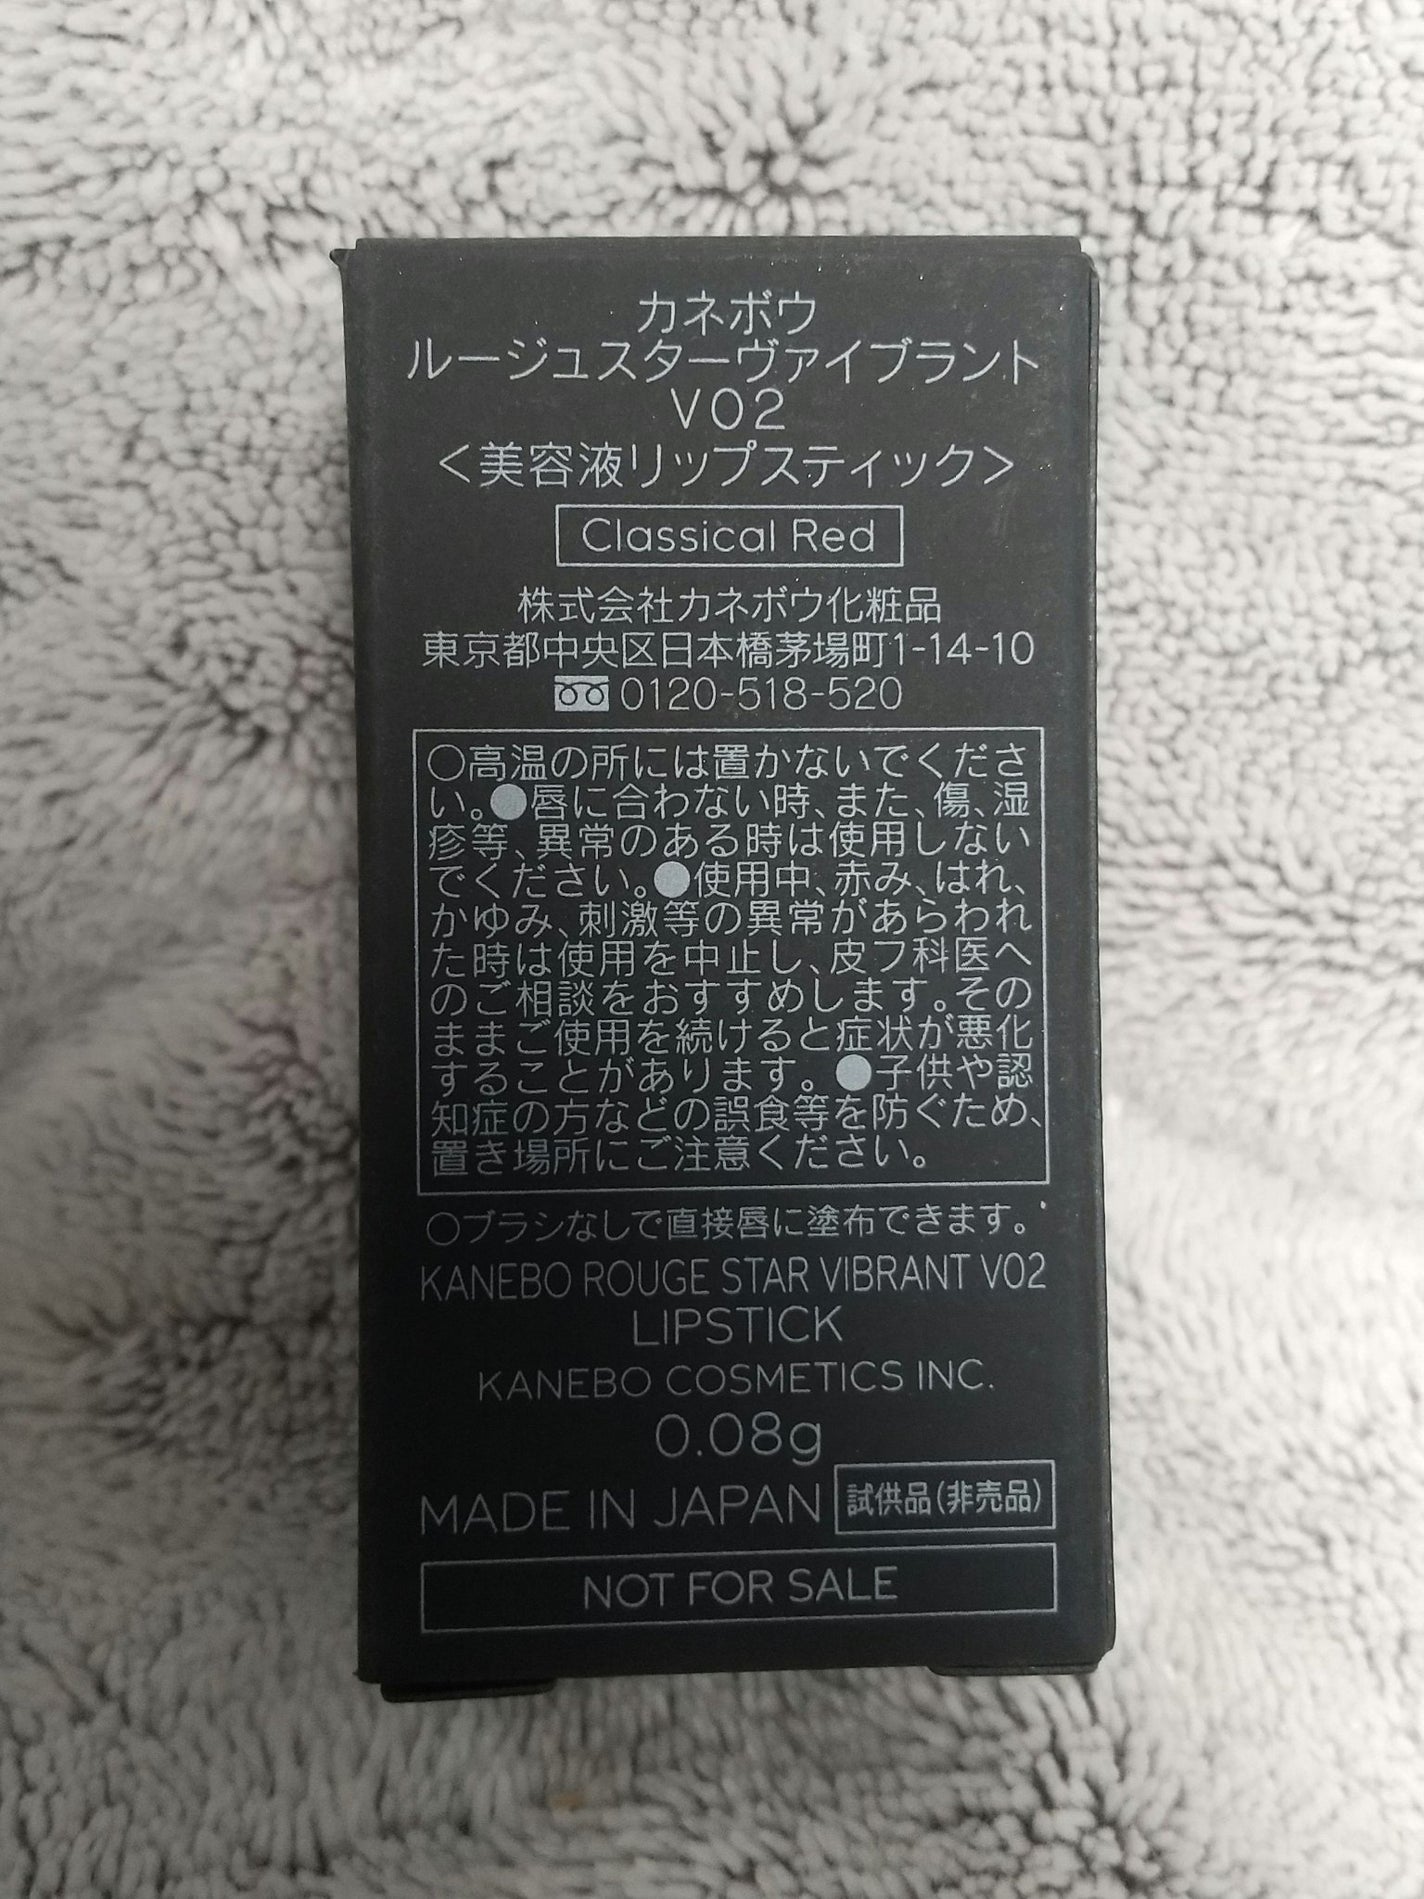 カネボウ
ルージュスターヴァイブラント
V02
＜美容液リップスティック＞
Classical Red
株式会社カネボウ化粧品
東京都中央区日本橋茅場町1-14-10
0120-518-520
○高温の所には置かないでくださ
い。●唇に合わない時、また、傷、湿
疹等、異常のある時は使用しない
でください。●使用中、赤み、はれ、
かゆみ、刺激等の異常があらわれ
た時は使用を中止し、皮フ科医へ
のご相談をおすすめします。その
ままご使用を続けると症状が悪化
することがあります。●子供や認
知症の方などの誤食等を防ぐため、
置き場所にご注意ください。
○ブラシなしで直接唇に塗布できます。
KANEBO ROUGE STAR VIBRANT V02
LIPSTICK
KANEBO COSMETICS INC.
0.08g
MADE IN JAPAN 試供品(非売品)
NOT FOR SALE